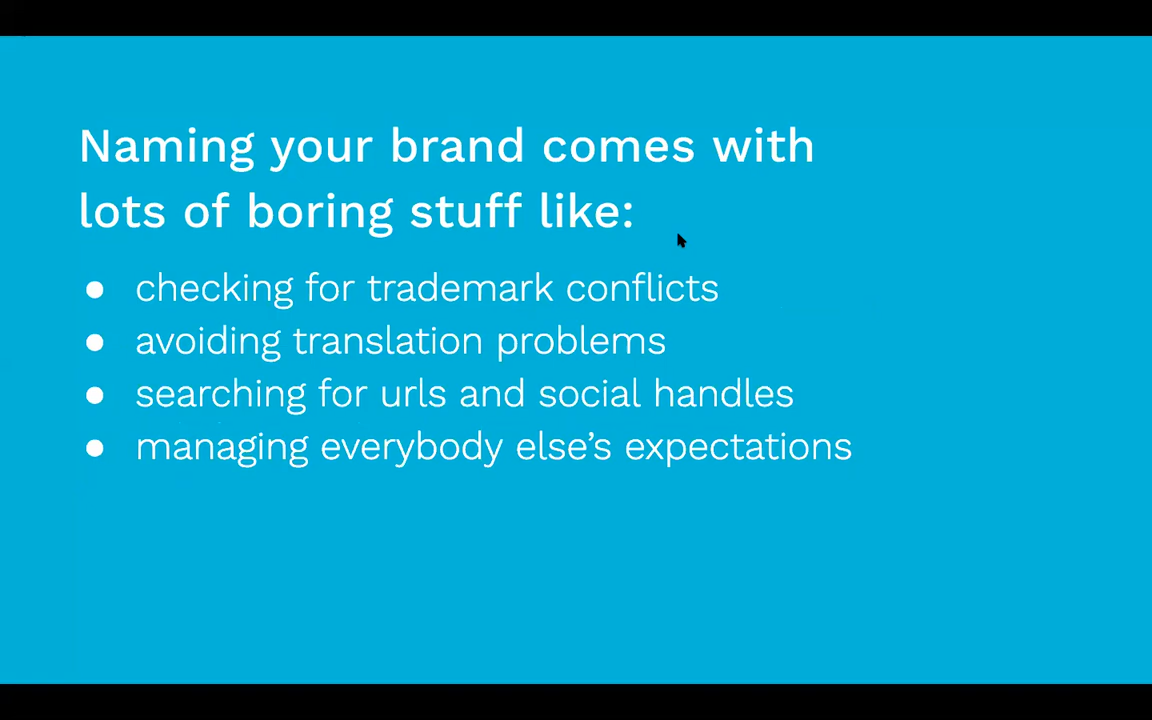 Naming your brand comes with
lots of boring stuff like:
● checking for trademark conflicts
● avoiding translation problems
● searching for urls and social handles
● managing everybody else’s expectations